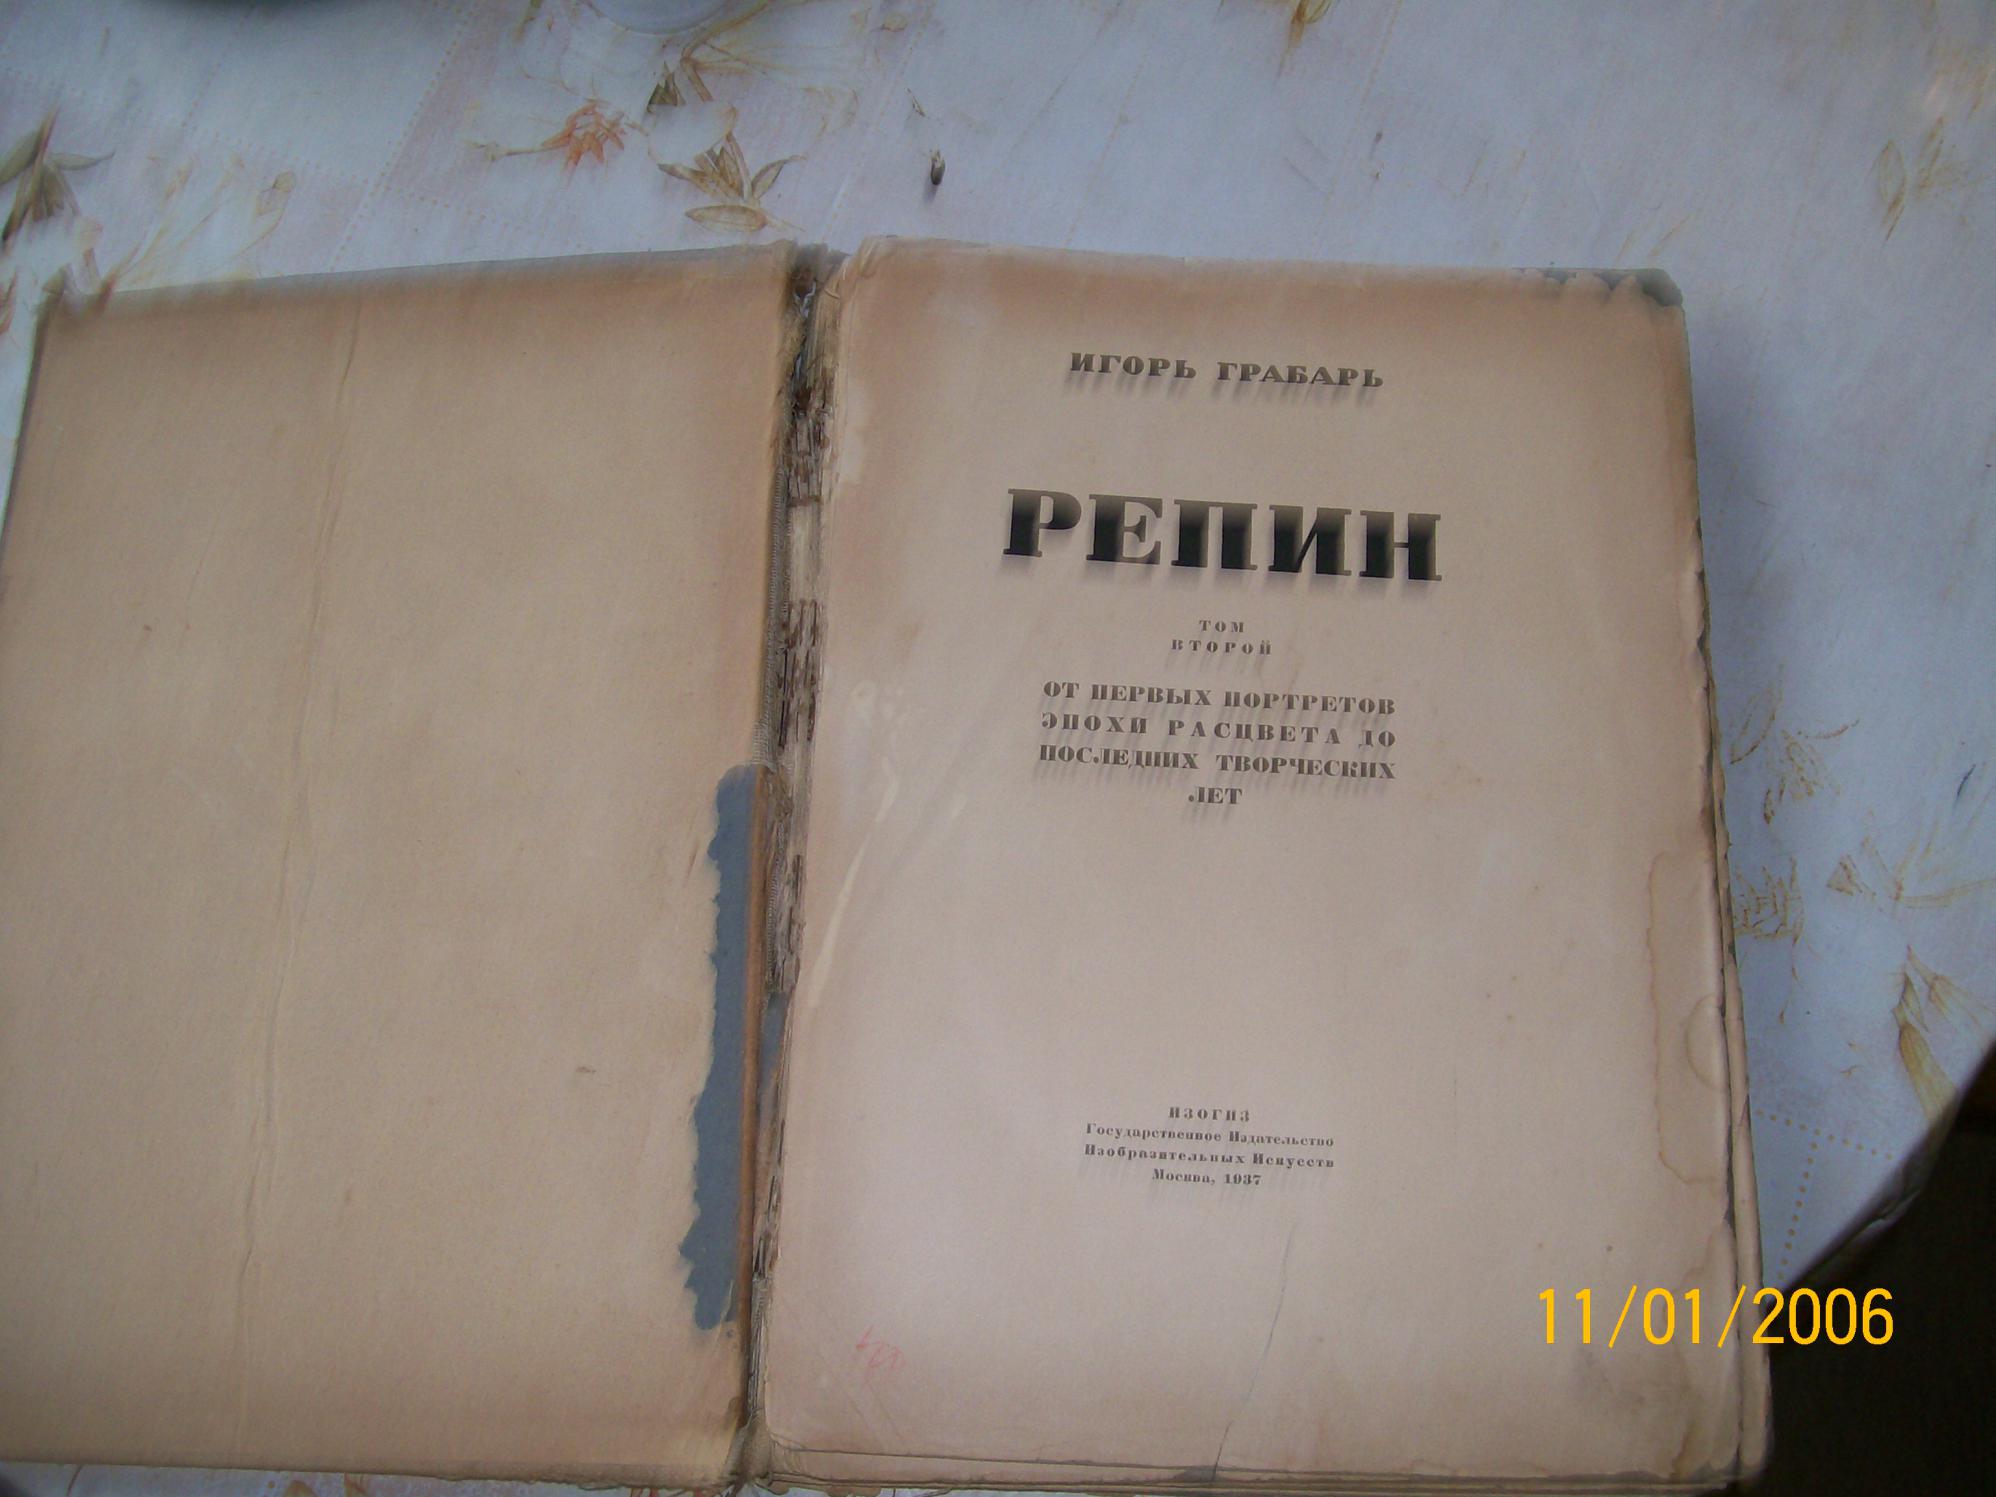 ИГОРЬ ГРАБАРЬ
РЕПИН
ТОМ
ВТОРОЙ
ОТ ПЕРВЫХ ПОРТРЕТОВ
ЭПОХИ РАСЦВЕТА ДО
ПОСЛЕДНИХ ТВОРЧЕСКИХ
ЛЕТ
ИЗОГИЗ
Государственное Издательство
Изобразительных Искусств
Москва, 1937
11/01/2006